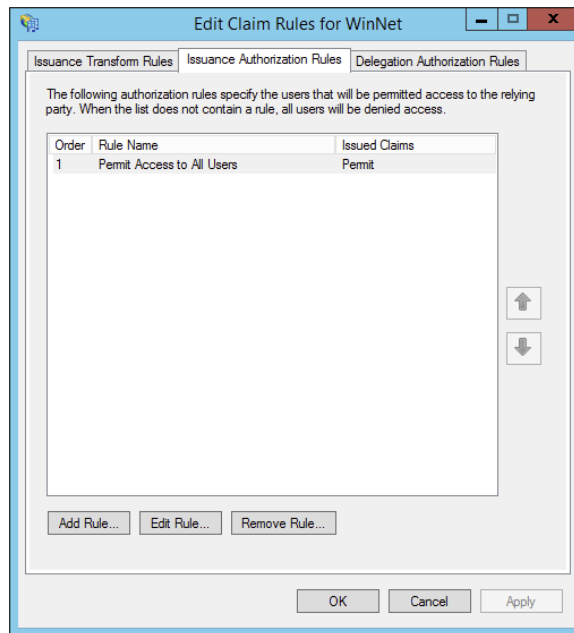 Edit Claim Rules for WinNet
Issuance Transform Rules Issuance Authorization Rules Delegation Authorization Rules
The following authorization rules specify the users that will be permitted access to the relying
party. When the list does not contain a rule, all users will be denied access.
Order Rule Name Issued Claims
1 Permit Access to All Users Permit
Add Rule... Edit Rule... Remove Rule...
OK Cancel Apply